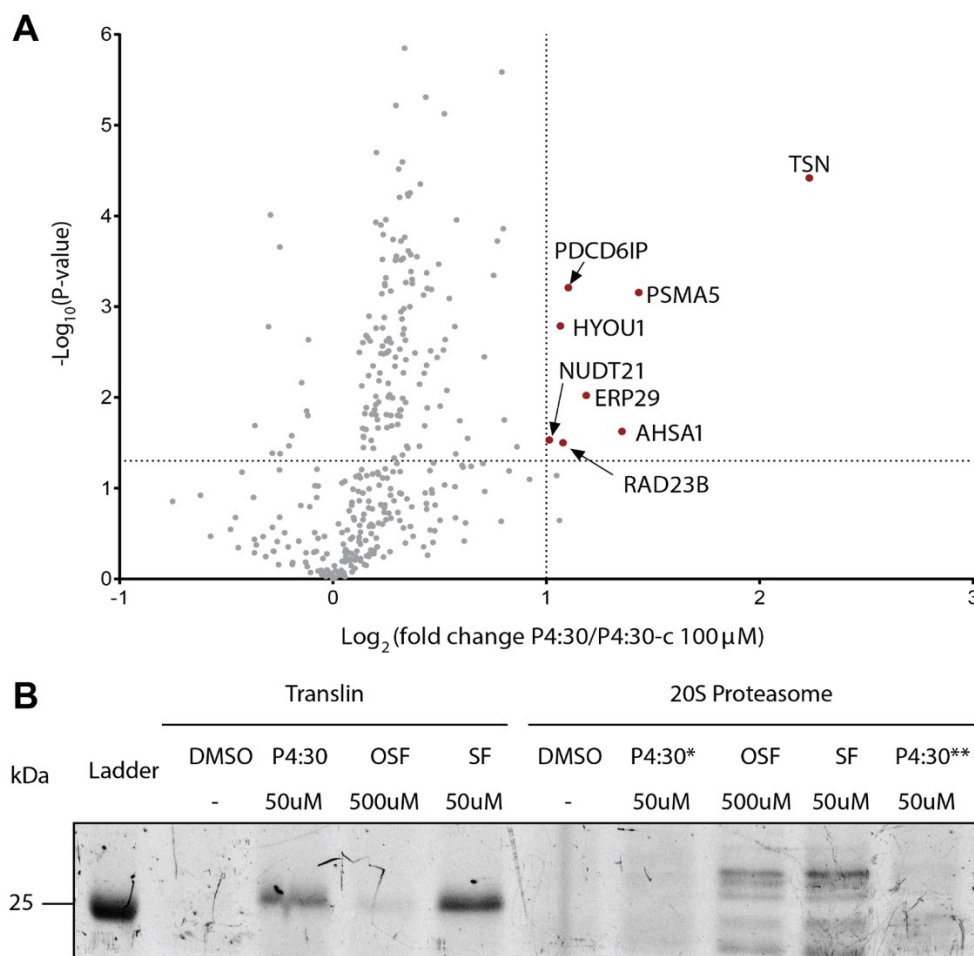 A
6
5
4
3
2
1
0
-Log10(P-value)
TSN
PDCD6IP
PSMA5
HYOU1
NUDT21
ERP29
AHSA1
RAD23B
-1 0 1 2 3
Log2 (fold change P4:30/P4:30-c 100 μM)
B
Translin 20S Proteasome
kDa Ladder DMSO P4:30 OSF SF DMSO P4:30* OSF SF P4:30**
- 50uM 500uM 50uM - 50uM 500uM 50uM 50uM
25